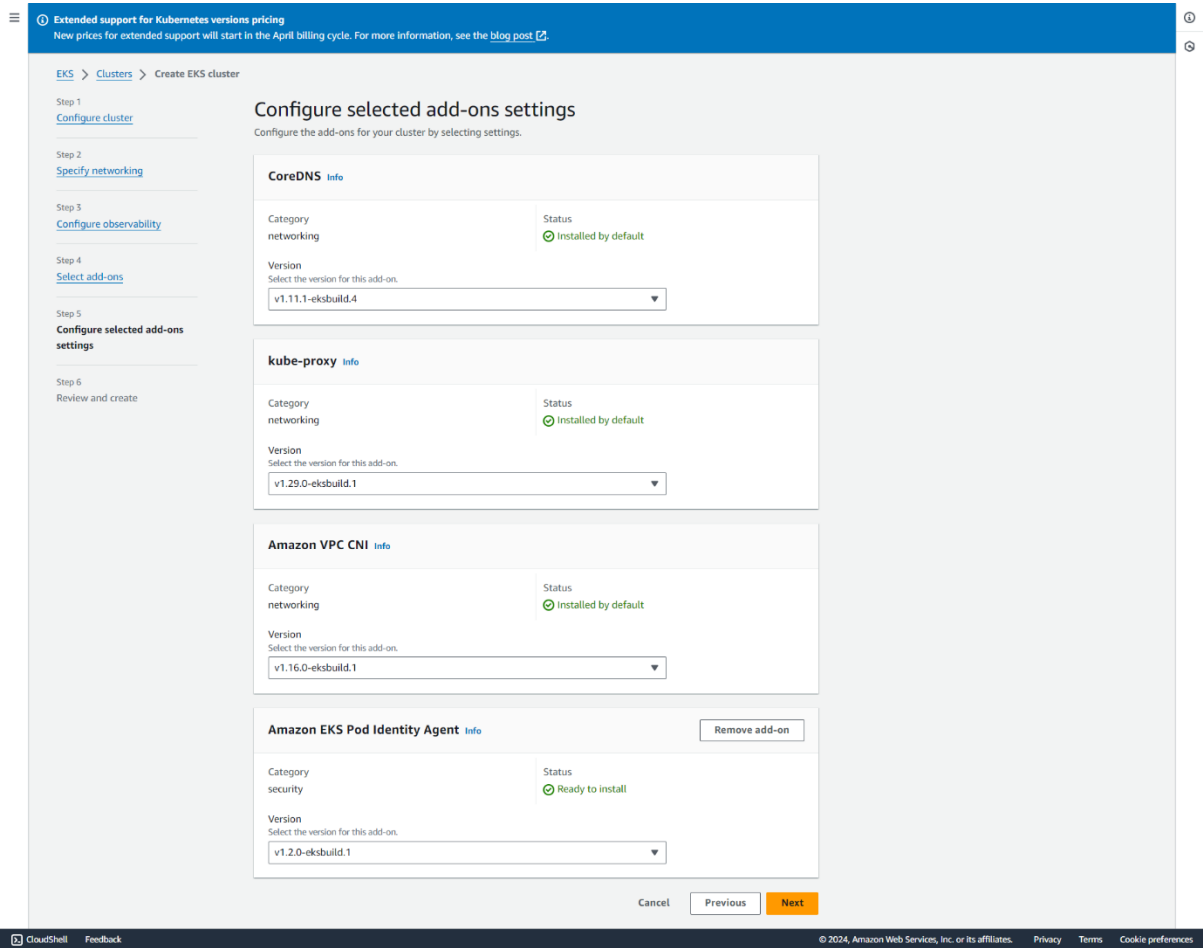 Extended support for Kubernetes versions pricing
New prices for extended support will start in the April billing cycle. For more information, see the blog post.
EKS > Clusters > Create EKS cluster
Step 1
Configure cluster
Step 2
Specify networking
Step 3
Configure observability
Step 4
Select add-ons
Step 5
Configure selected add-ons
settings
Step 6
Review and create
Configure selected add-ons settings
Configure the add-ons for your cluster by selecting settings.
CoreDNS Info
Category
networking
Status
Installed by default
Version
Select the version for this add-on.
v1.11.1-eksbuild.4
kube-proxy Info
Category
networking
Status
Installed by default
Version
Select the version for this add-on.
v1.29.0-eksbuild.1
Amazon VPC CNI Info
Category
networking
Status
Installed by default
Version
Select the version for this add-on.
v1.16.0-eksbuild.1
Amazon EKS Pod Identity Agent Info
Remove add-on
Category
security
Status
Ready to install
Version
Select the version for this add-on.
v1.2.0-eksbuild.1
Cancel Previous Next
CloudShell Feedback © 2024, Amazon Web Services, Inc. or its affiliates. Privacy Terms Cookie preferences